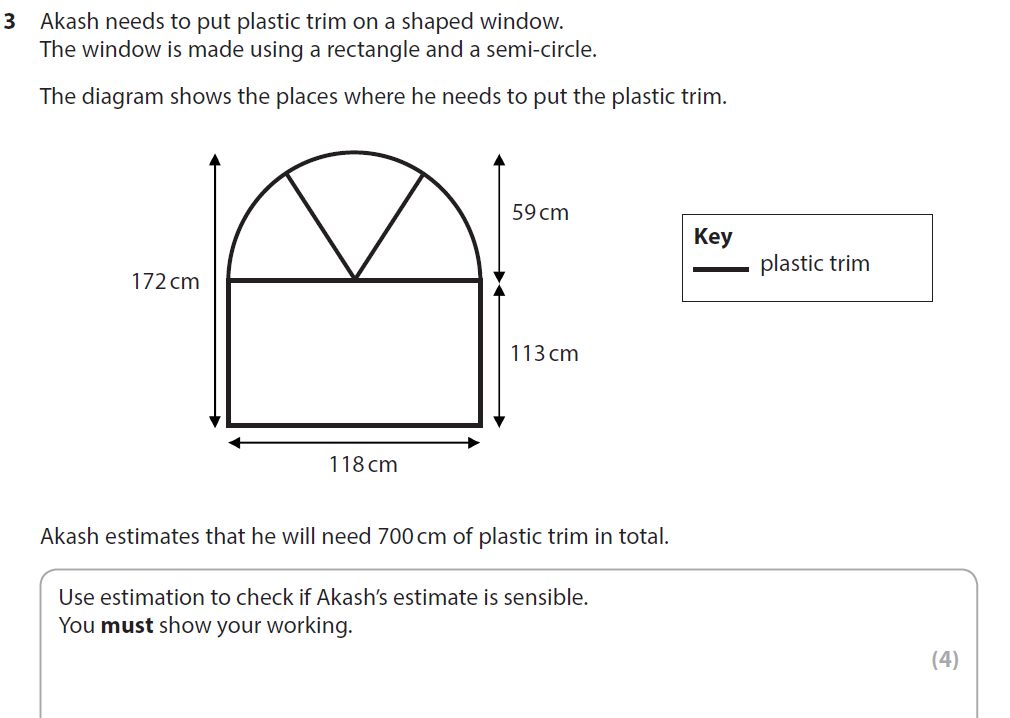 3 Akash needs to put plastic trim on a shaped window.
The window is made using a rectangle and a semi-circle.
The diagram shows the places where he needs to put the plastic trim.
59 cm
Key
plastic trim
172 cm
113 cm
118 cm
Akash estimates that he will need 700 cm of plastic trim in total.
Use estimation to check if Akash’s estimate is sensible.
You must show your working.
(4)